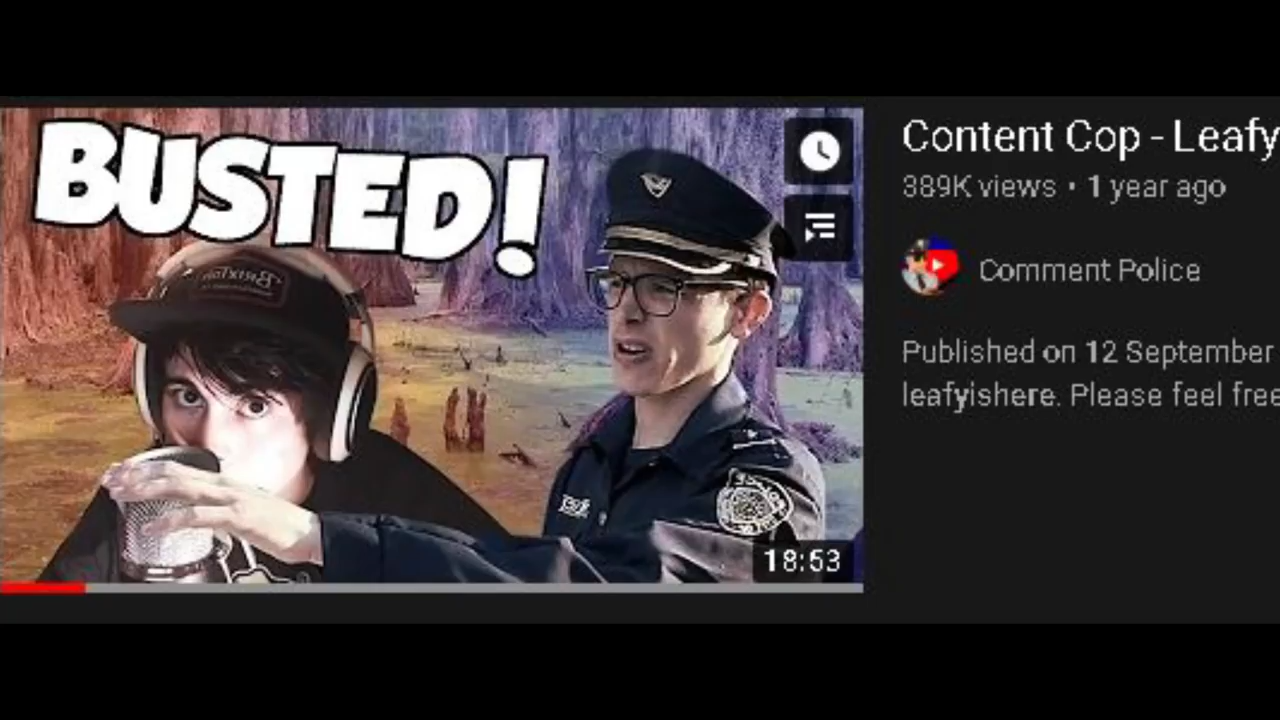 BUSTED!
18:53
Content Cop - Leafy
389K views • 1 year ago
Comment Police
Published on 12 September
leafyishere. Please feel free